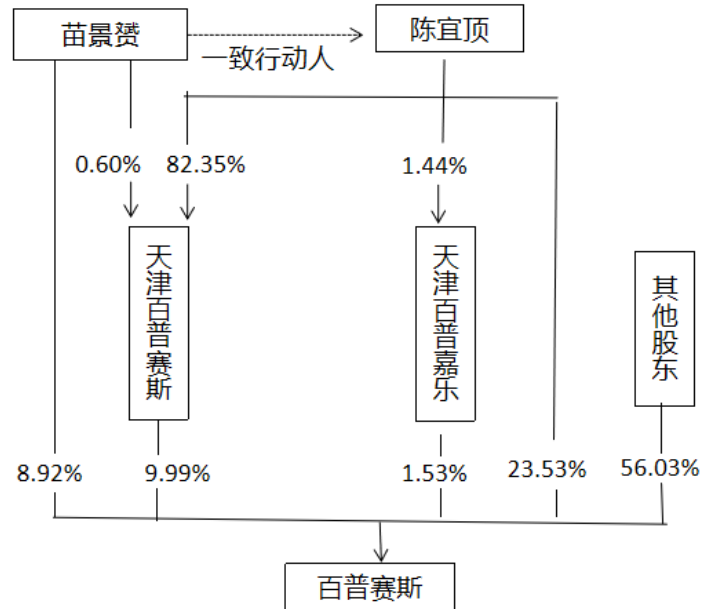 苗景赟
陈宜顶
一致行动人
0.60%
82.35%
1.44%
天津百普赛斯
天津百普嘉乐
其他股东
8.92%
9.99%
1.53%
23.53%
56.03%
百普赛斯